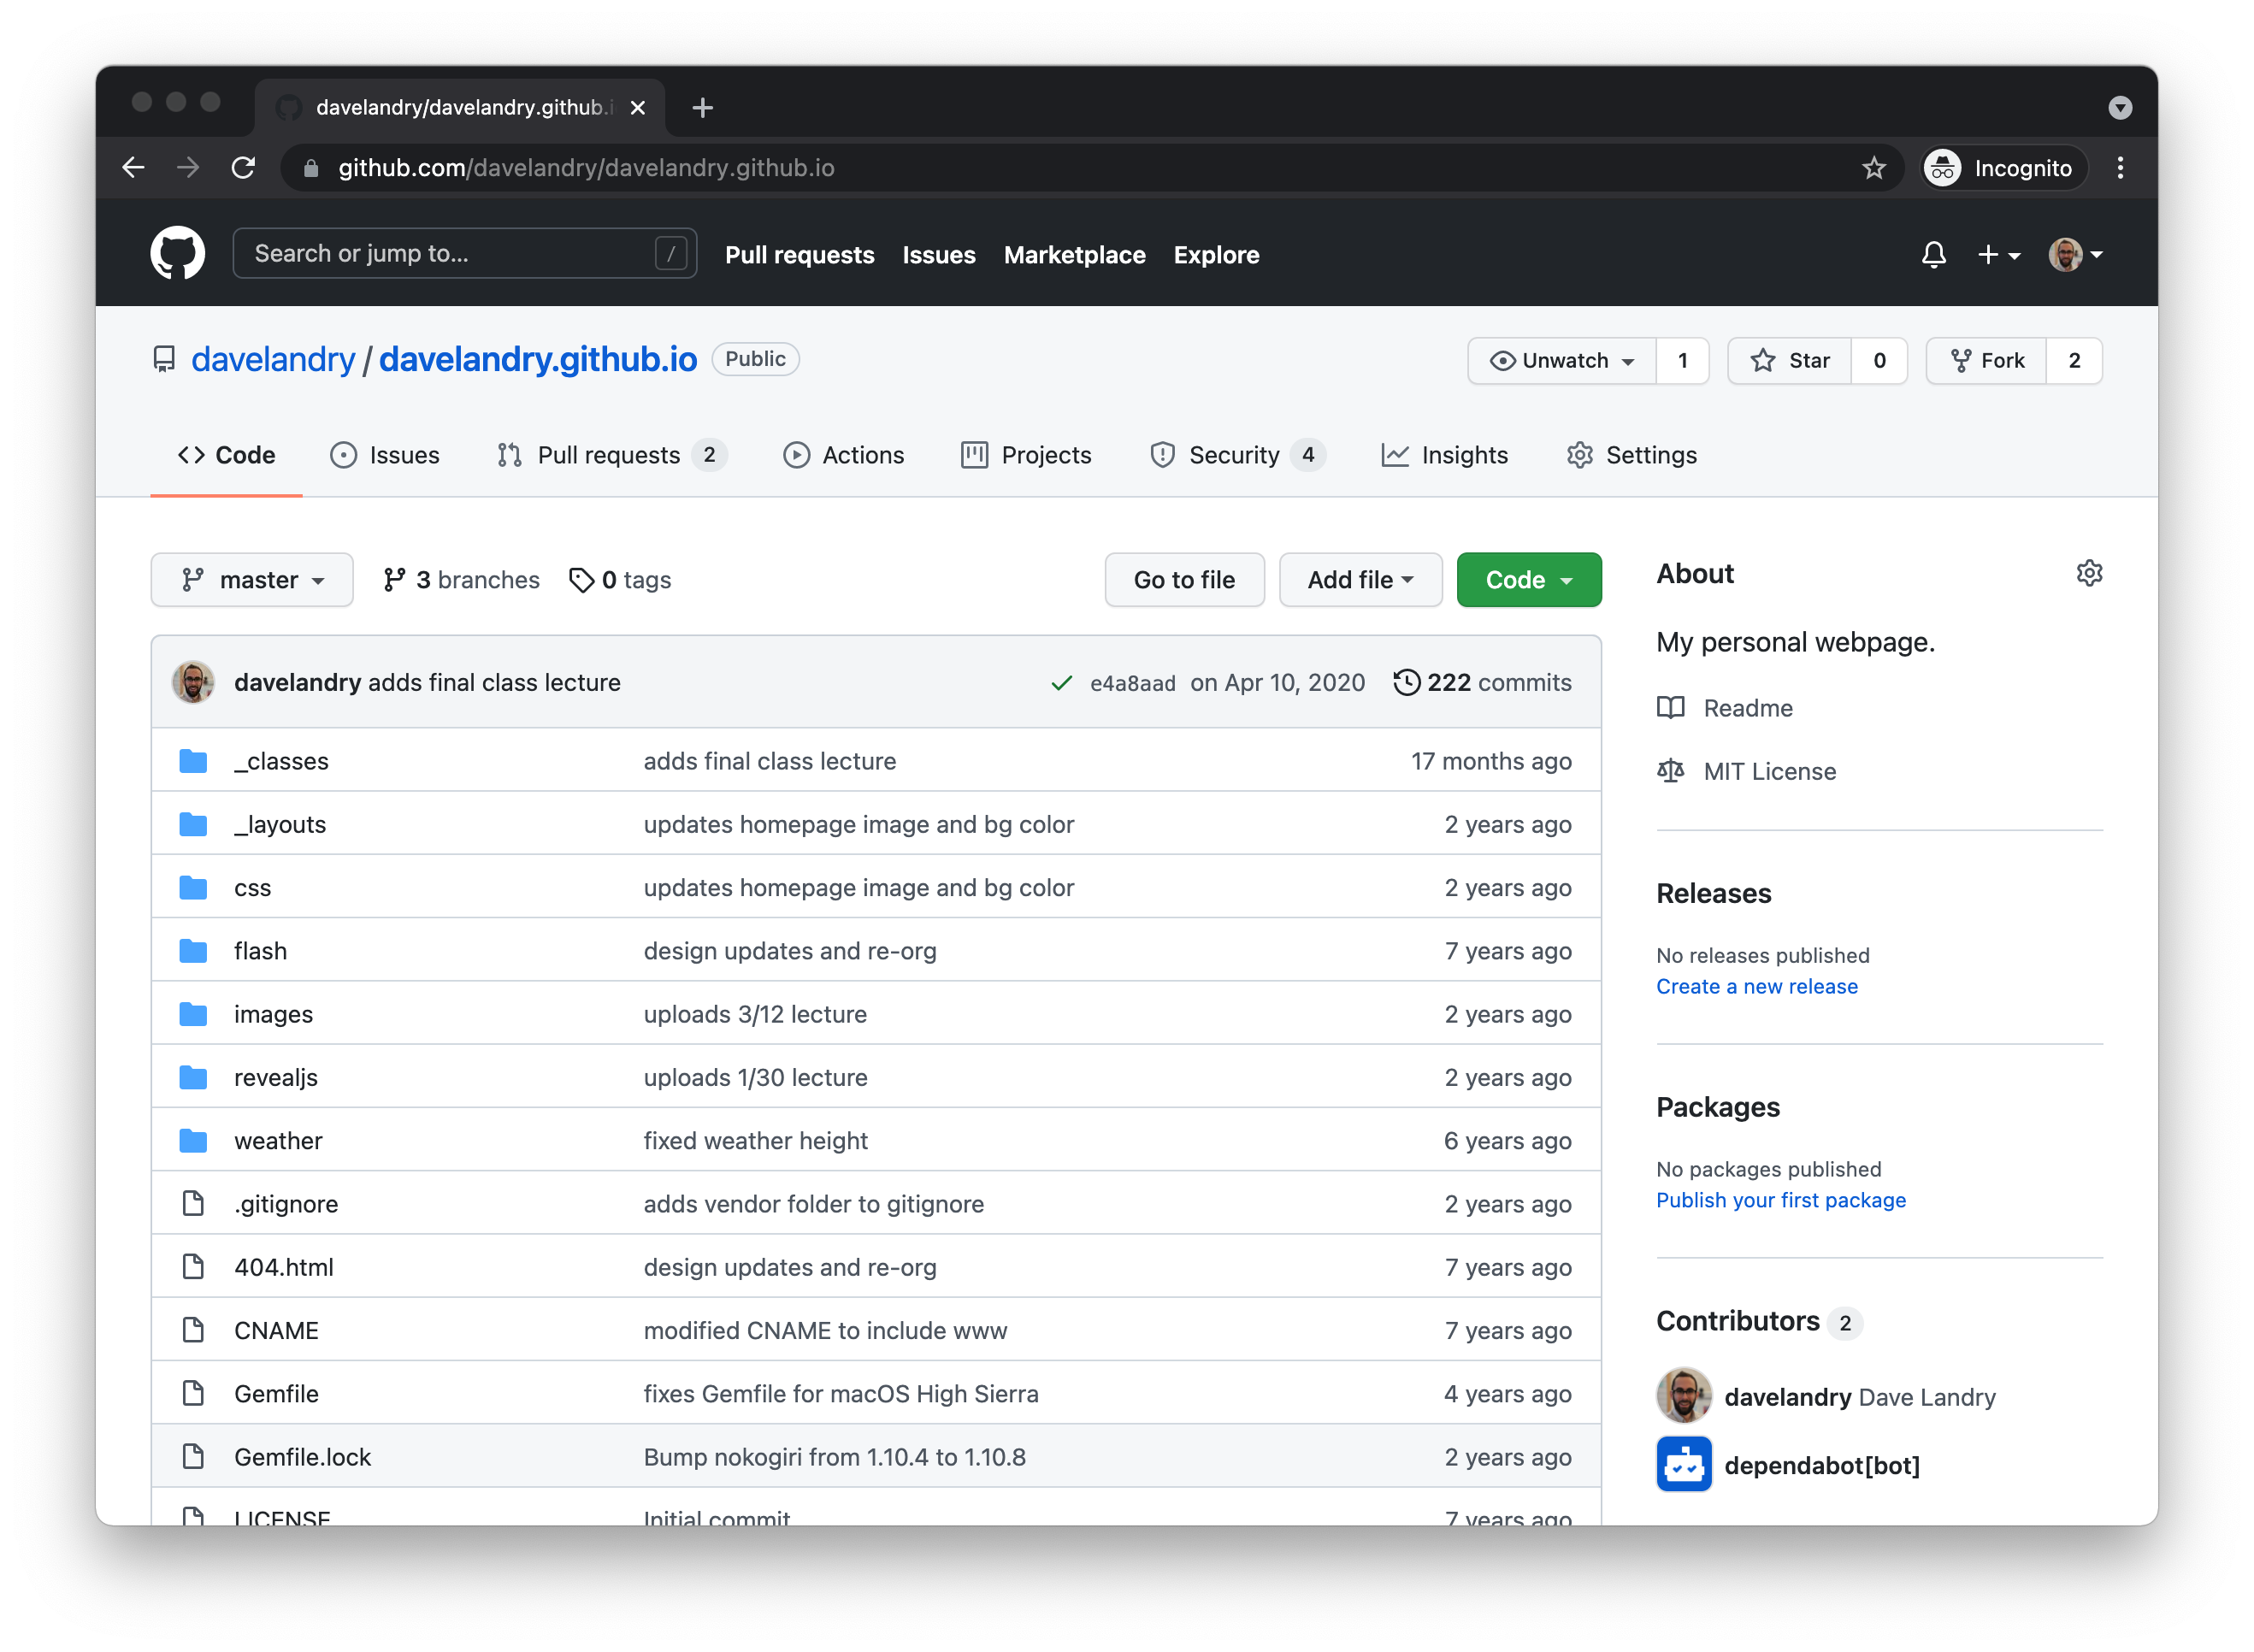 davelandry/davelandry.github.i
github.com/davelandry/davelandry.github.io
Incognito
Search or jump to... /
Pull requests Issues Marketplace Explore
davelandry / davelandry.github.io Public
Unwatch 1 Star 0 Fork 2
Code Issues Pull requests 2 Actions Projects Security 4 Insights Settings
master 3 branches 0 tags
Go to file Add file Code
davelandry adds final class lecture e4a8aad on Apr 10, 2020 222 commits
_classes adds final class lecture 17 months ago
_layouts updates homepage image and bg color 2 years ago
css updates homepage image and bg color 2 years ago
flash design updates and re-org 7 years ago
images uploads 3/12 lecture 2 years ago
revealjs uploads 1/30 lecture 2 years ago
weather fixed weather height 6 years ago
.gitignore adds vendor folder to gitignore 2 years ago
404.html design updates and re-org 7 years ago
CNAME modified CNAME to include www 7 years ago
Gemfile fixes Gemfile for macOS High Sierra 4 years ago
Gemfile.lock Bump nokogiri from 1.10.4 to 1.10.8 2 years ago
LICENSE Initial commit 7 years ago
About
My personal webpage.
Readme
MIT License
Releases
No releases published
Create a new release
Packages
No packages published
Publish your first package
Contributors 2
davelandry Dave Landry
dependabot[bot]